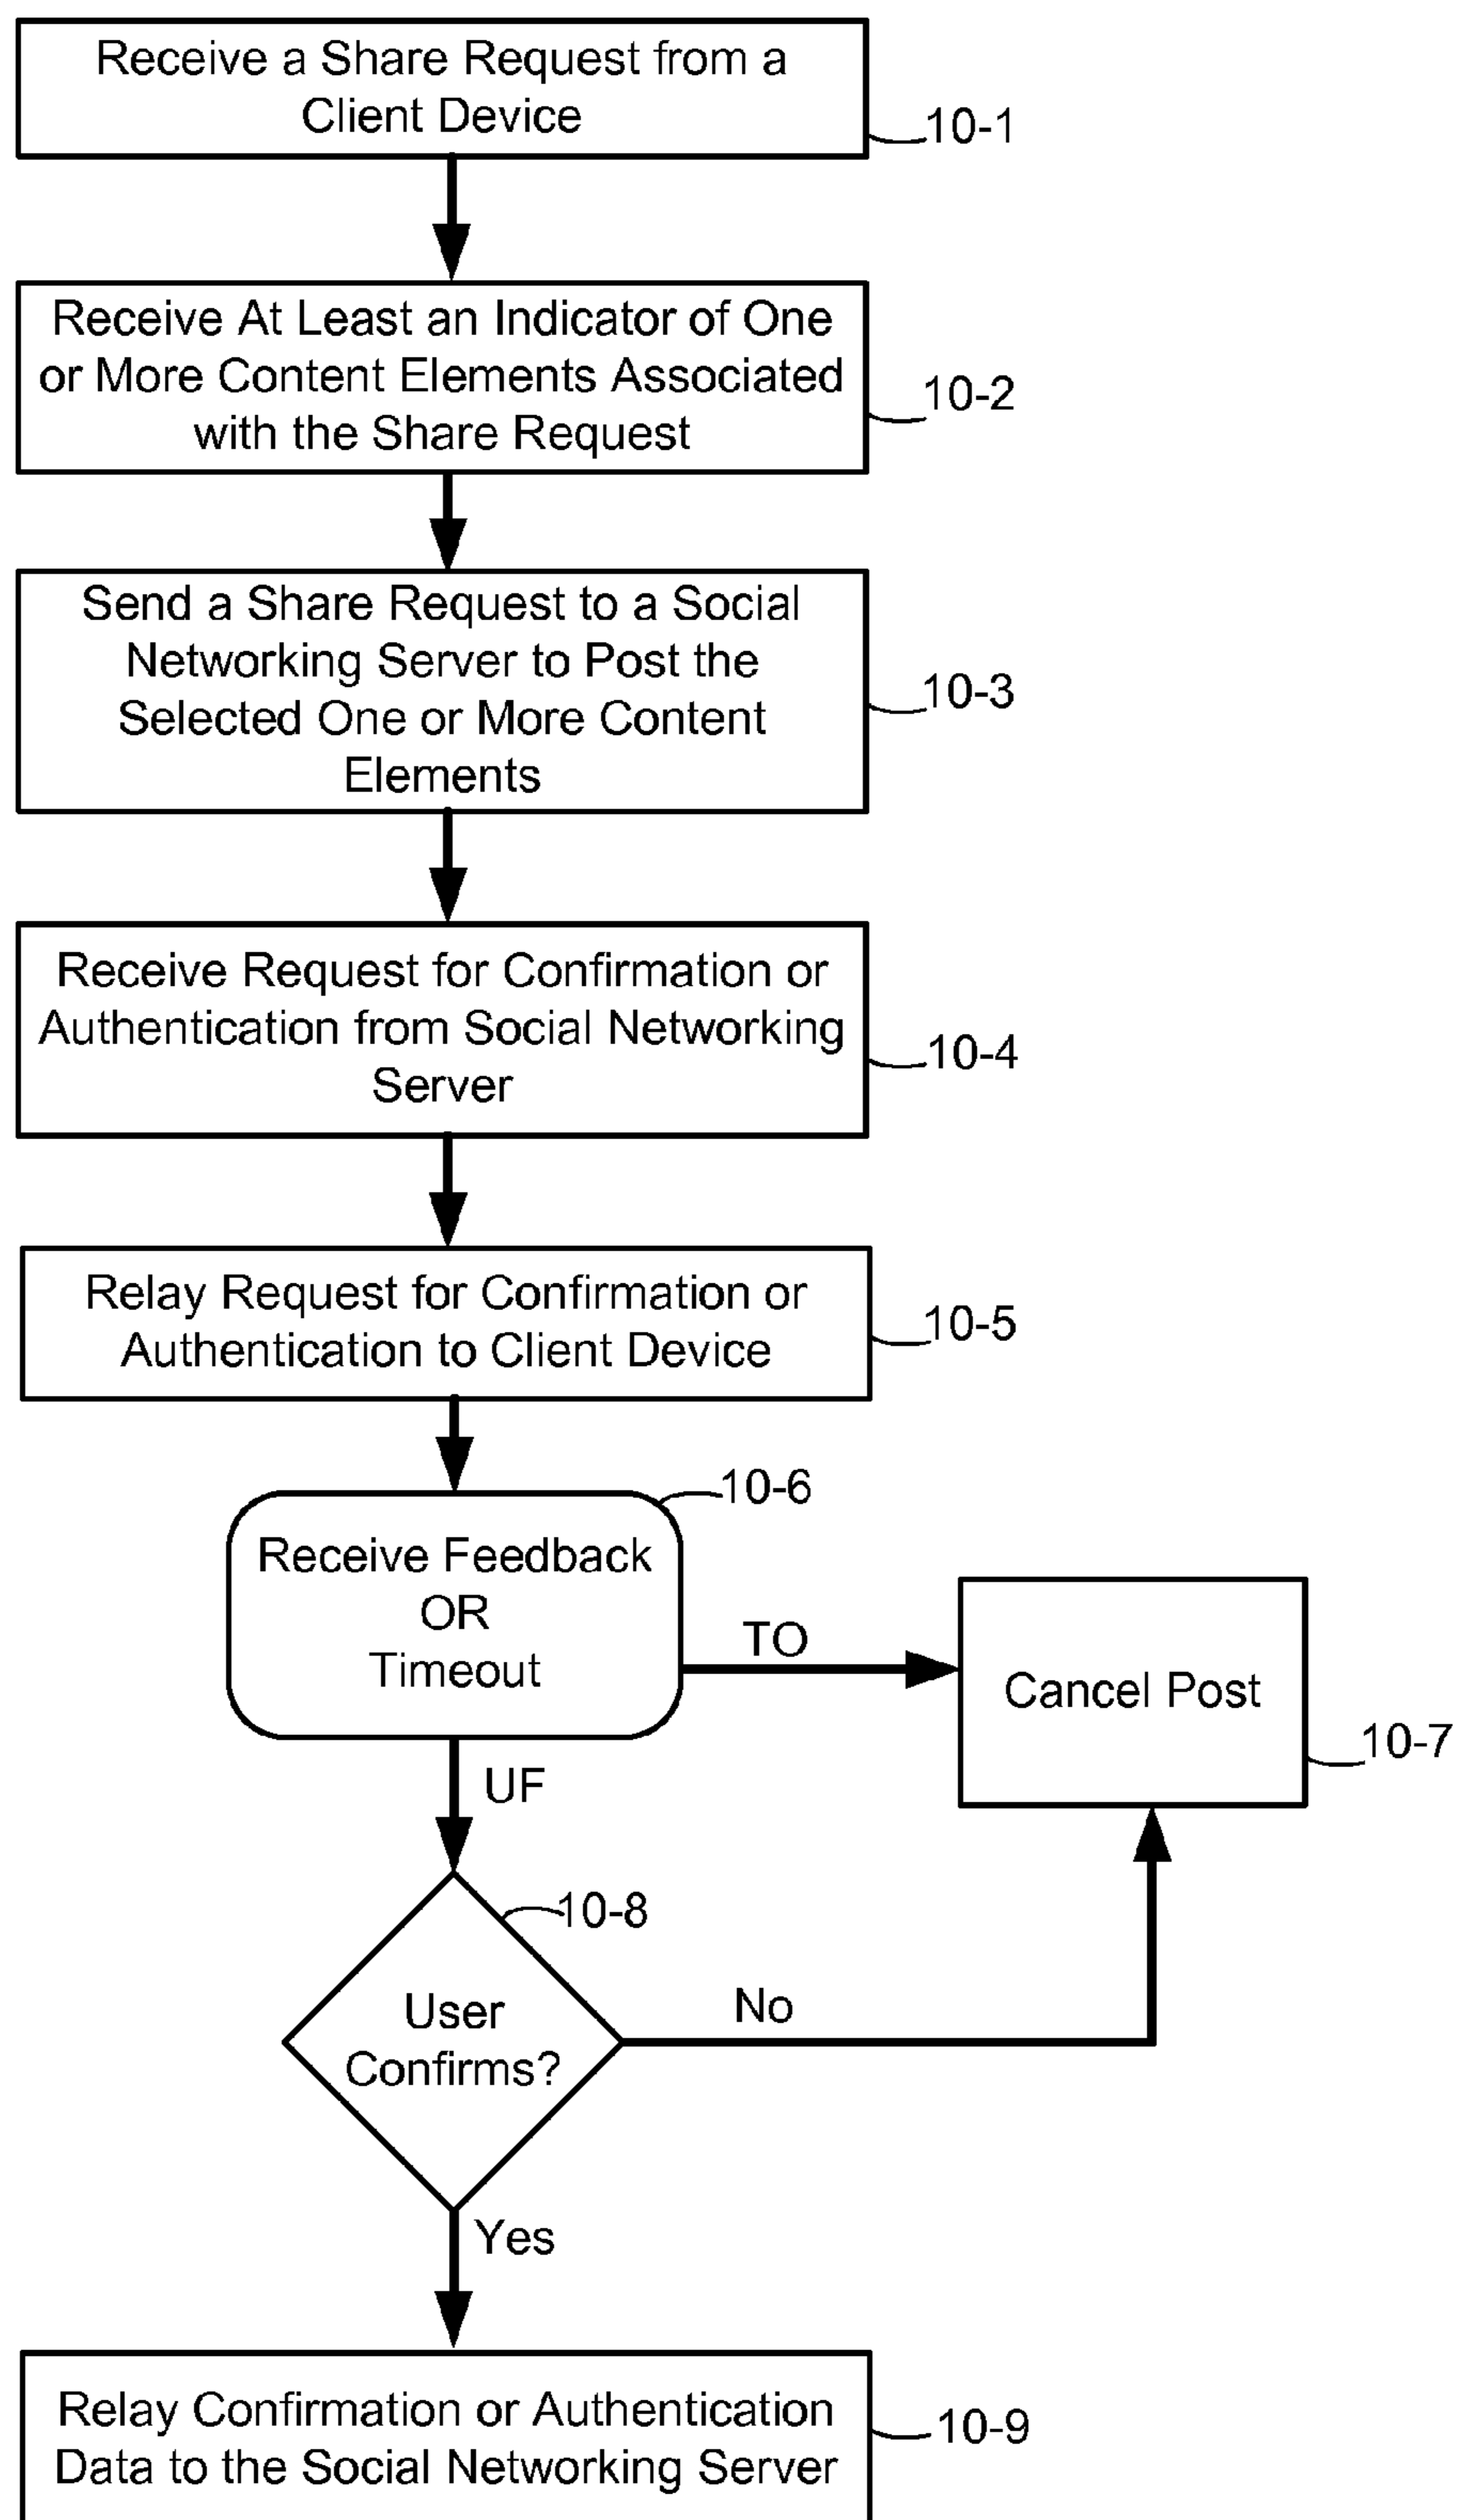 Receive a Share Request from a
Client Device
10-1
Receive At Least an Indicator of One
or More Content Elements Associated
with the Share Request
10-2
Send a Share Request to a Social
Networking Server to Post the
Selected One or More Content
Elements
10-3
Receive Request for Confirmation or
Authentication from Social Networking
Server
10-4
Relay Request for Confirmation or
Authentication to Client Device
10-5
10-6
Receive Feedback
OR
Timeout
TO
Cancel Post
10-7
UF
10-8
User
Confirms?
No
Yes
Relay Confirmation or Authentication
Data to the Social Networking Server
10-9